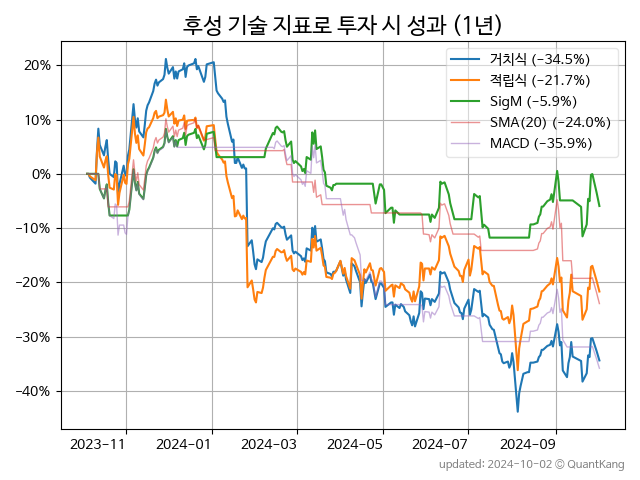 후성 기술 지표로 투자 시 성과 (1년)
거치식 (−34.5%)
적립식 (−21.7%)
SigM (−5.9%)
SMA(20) (−24.0%)
MACD (−35.9%)
20%
10%
0%
−10%
−20%
−30%
−40%
2023-11
2024-01
2024-03
2024-05
2024-07
2024-09
updated: 2024-10-02 © QuantKang